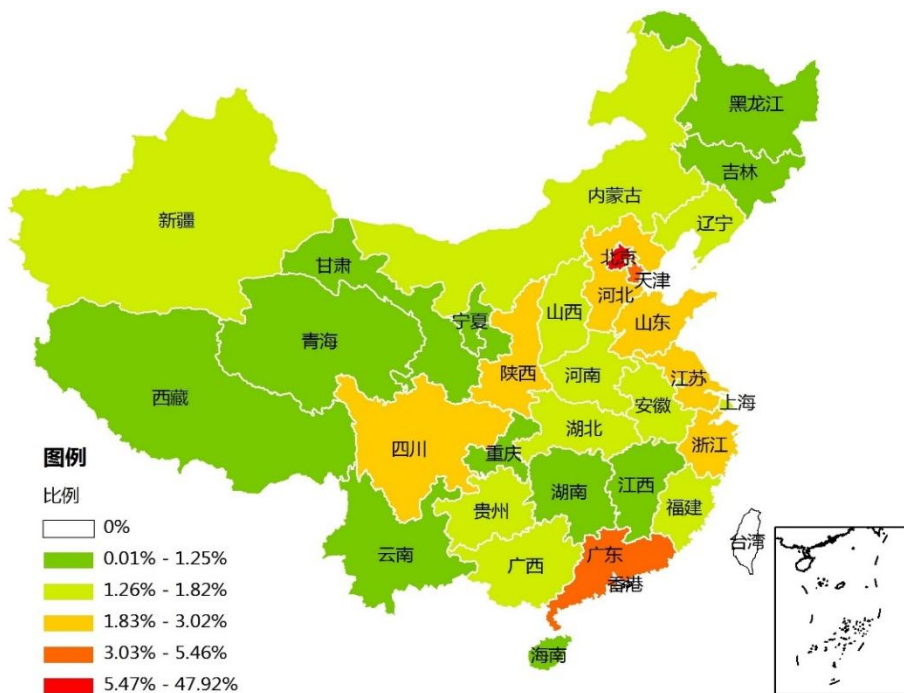 黑龙江
吉林
内蒙古
辽宁
新疆
北京
天津
甘肃
河北
山西
山东
宁夏
青海
陕西
河南
江苏
西藏
安徽
上海
湖北
四川
重庆
浙江
湖南
江西
贵州
福建
云南
广西
广东
台湾
香港
海南
图例
比例
0%
0.01% - 1.25%
1.26% - 1.82%
1.83% - 3.02%
3.03% - 5.46%
5.47% - 47.92%